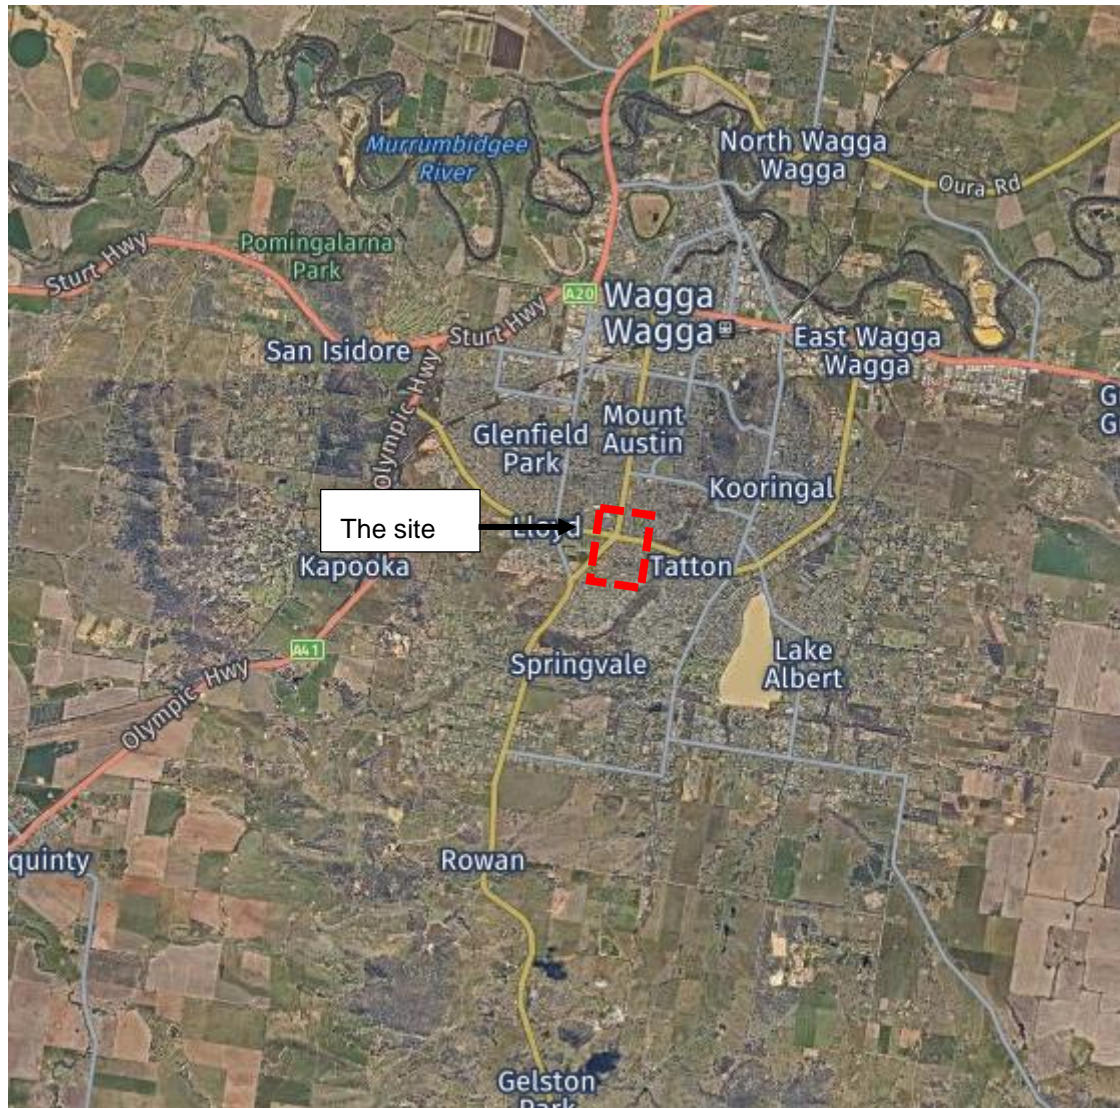 North Wagga
Wagga
Murrumbidgee
River
Oura Rd
Sturt Hwy
Pomingalarna
Park
A20
Wagga
Wagga
Sturt Hwy
East Wagga
Wagga
San Isidore
Olympic Hwy
G
G
Mount
Austin
Glenfield
Park
Kooringal
The site
Lloyd
Kapooka
Tatton
A41
Springvale
Lake
Albert
Olympic Hwy
quinty
Rowan
Gelston
Park